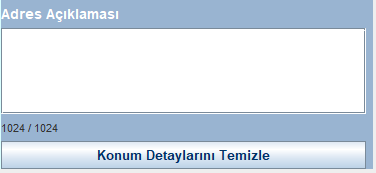 Adres Açıklaması
1024 / 1024
Konum Detaylarını Temizle